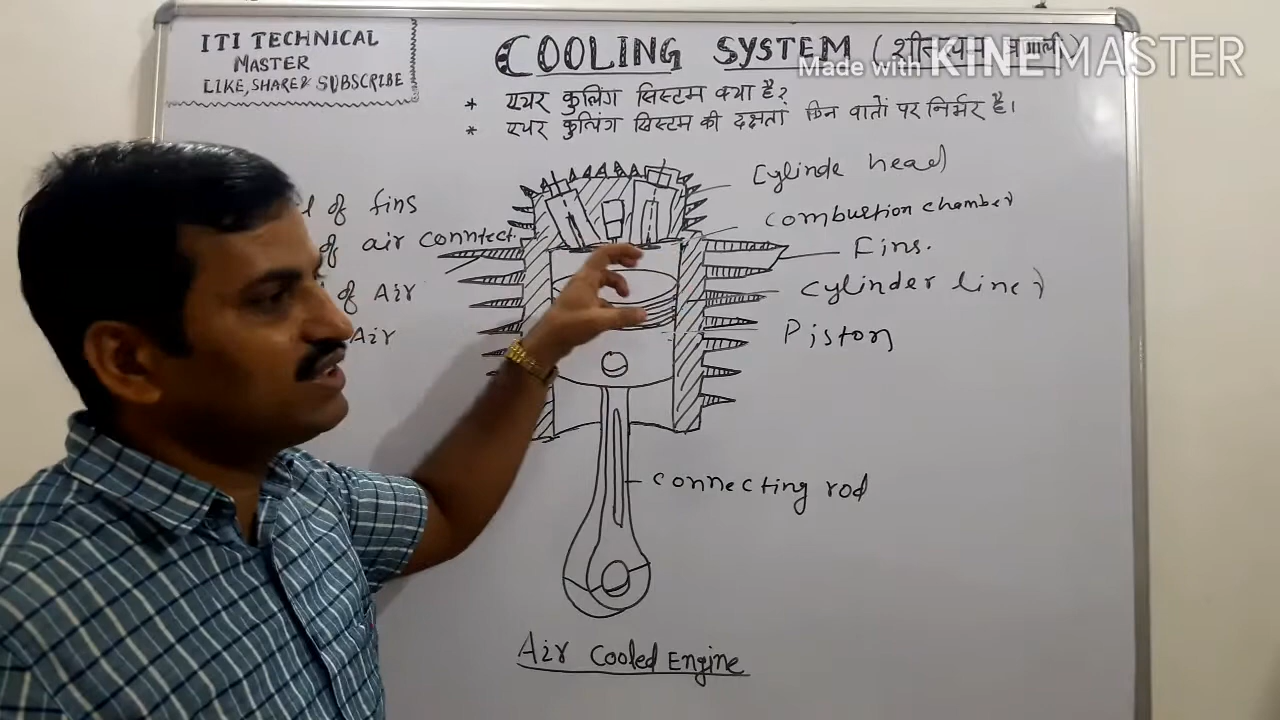 ITI TECHNICAL
MASTER
LIKE, SHARE & SUBSCRIBE
COOLING SYSTEM (
Made with KINEMASTER
* एयर कुलिंग सिस्टम क्या है?
* एयर कुलिंग सिस्टम की दक्षता किन बातों पर निर्भर है।
of fins
of air conntect.
of Air
Air
Cylinde head
Combustion chamber
Fins.
Cylinder liner
Piston
Connecting rod
Air Cooled Engine